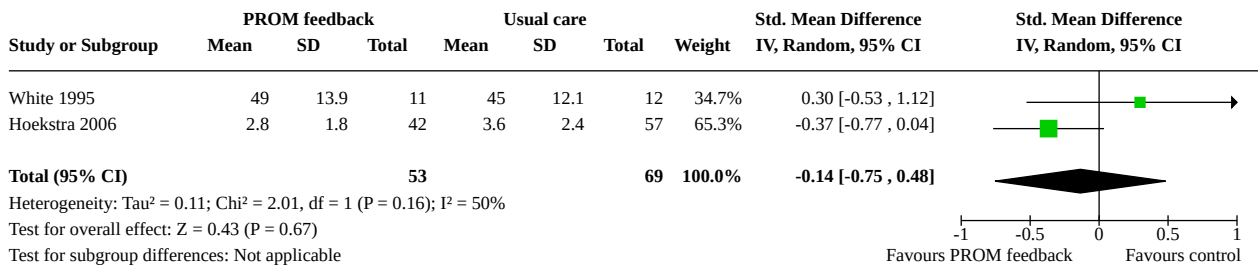 PROM feedback Usual care Std. Mean Difference Std. Mean Difference
Study or Subgroup Mean SD Total Mean SD Total Weight IV, Random, 95% CI IV, Random, 95% CI
White 1995 49 13.9 11 45 12.1 12 34.7% 0.30 [-0.53 , 1.12]
Hoekstra 2006 2.8 1.8 42 3.6 2.4 57 65.3% -0.37 [-0.77 , 0.04]
Total (95% CI) 53 69 100.0% -0.14 [-0.75 , 0.48]
Heterogeneity: Tau² = 0.11; Chi² = 2.01, df = 1 (P = 0.16); I² = 50%
Test for overall effect: Z = 0.43 (P = 0.67)
-1 -0.5 0 0.5 1
Test for subgroup differences: Not applicable
Favours PROM feedback Favours control